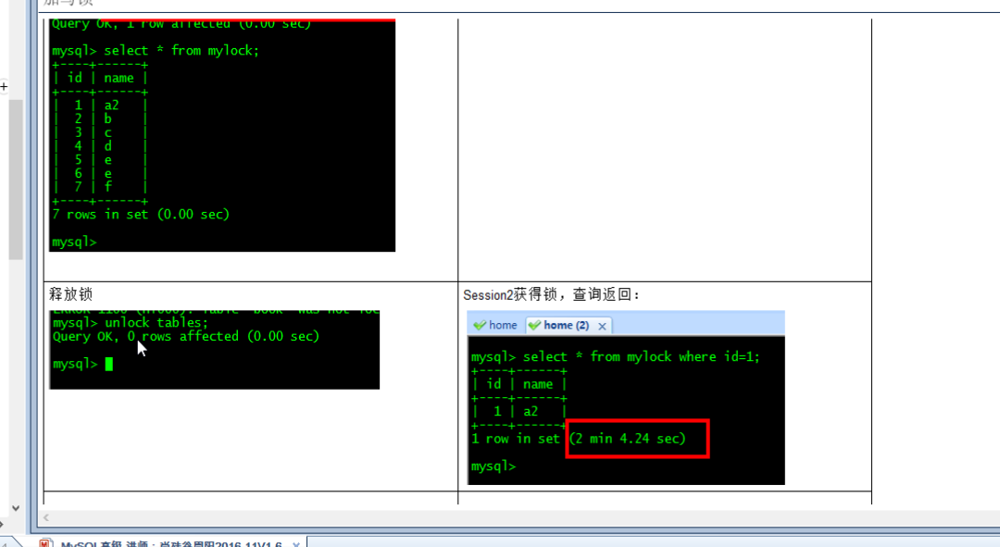 加写锁
Query OK, 1 row affected (0.00 sec)
mysql> select * from mylock;
+----+------+
| id | name |
+----+------+
| 1 | a2 |
| 2 | b |
| 3 | c |
| 4 | d |
| 5 | e |
| 6 | e |
| 7 | f |
+----+------+
7 rows in set (0.00 sec)
mysql>
释放锁
mysql> unlock tables;
Query OK, 0 rows affected (0.00 sec)
mysql>
Session2获得锁，查询返回：
home
home (2) x
mysql> select * from mylock where id=1;
+----+------+
| id | name |
+----+------+
| 1 | a2 |
+----+------+
1 row in set (2 min 4.24 sec)
mysql>